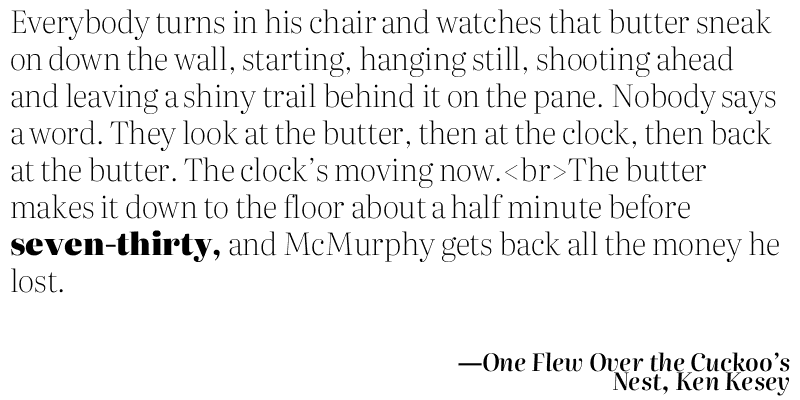 Everybody turns in his chair and watches that butter sneak
on down the wall, starting, hanging still, shooting ahead
and leaving a shiny trail behind it on the pane. Nobody says
a word. They look at the butter, then at the clock, then back
at the butter. The clock’s moving now.<br>The butter
makes it down to the floor about a half minute before
seven-thirty, and McMurphy gets back all the money he
lost.
—One Flew Over the Cuckoo’s
Nest, Ken Kesey